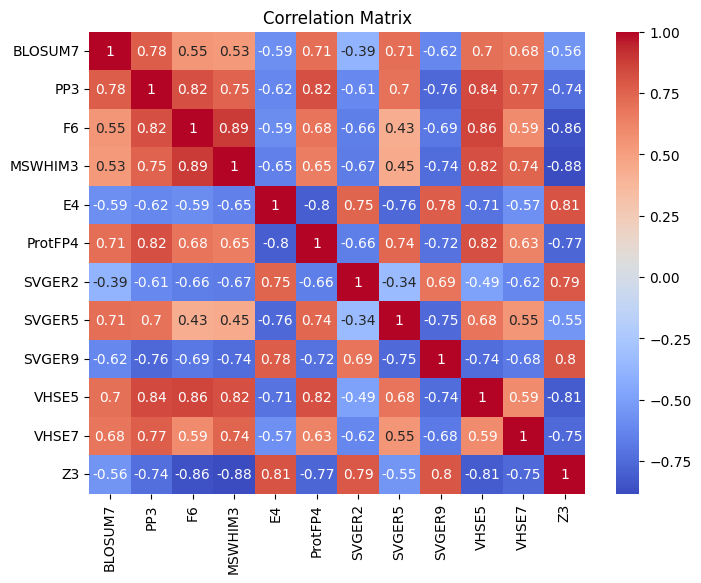 Correlation Matrix
BLOSUM7 1 0.78 0.55 0.53 -0.59 0.71 -0.39 0.71 -0.62 0.7 0.68 -0.56
PP3 0.78 1 0.82 0.75 -0.62 0.82 -0.61 0.7 -0.76 0.84 0.77 -0.74
F6 0.55 0.82 1 0.89 -0.59 0.68 -0.66 0.43 -0.69 0.86 0.59 -0.86
MSWHIM3 0.53 0.75 0.89 1 -0.65 0.65 -0.67 0.45 -0.74 0.82 0.74 -0.88
E4 -0.59 -0.62 -0.59 -0.65 1 -0.8 0.75 -0.76 0.78 -0.71 -0.57 0.81
ProtFP4 0.71 0.82 0.68 0.65 -0.8 1 -0.66 0.74 -0.72 0.82 0.63 -0.77
SVGER2 -0.39 -0.61 -0.66 -0.67 0.75 -0.66 1 -0.34 0.69 -0.49 -0.62 0.79
SVGER5 0.71 0.7 0.43 0.45 -0.76 0.74 -0.34 1 -0.75 0.68 0.55 -0.55
SVGER9 -0.62 -0.76 -0.69 -0.74 0.78 -0.72 0.69 -0.75 1 -0.74 -0.68 0.8
VHSE5 0.7 0.84 0.86 0.82 -0.71 0.82 -0.49 0.68 -0.74 1 0.59 -0.81
VHSE7 0.68 0.77 0.59 0.74 -0.57 0.63 -0.62 0.55 -0.68 0.59 1 -0.75
Z3 -0.56 -0.74 -0.86 -0.88 0.81 -0.77 0.79 -0.55 0.8 -0.81 -0.75 1
BLOSUM7 PP3 F6 MSWHIM3 E4 ProtFP4 SVGER2 SVGER5 SVGER9 VHSE5 VHSE7 Z3
1.00
0.75
0.50
0.25
0.00
−0.25
−0.50
−0.75